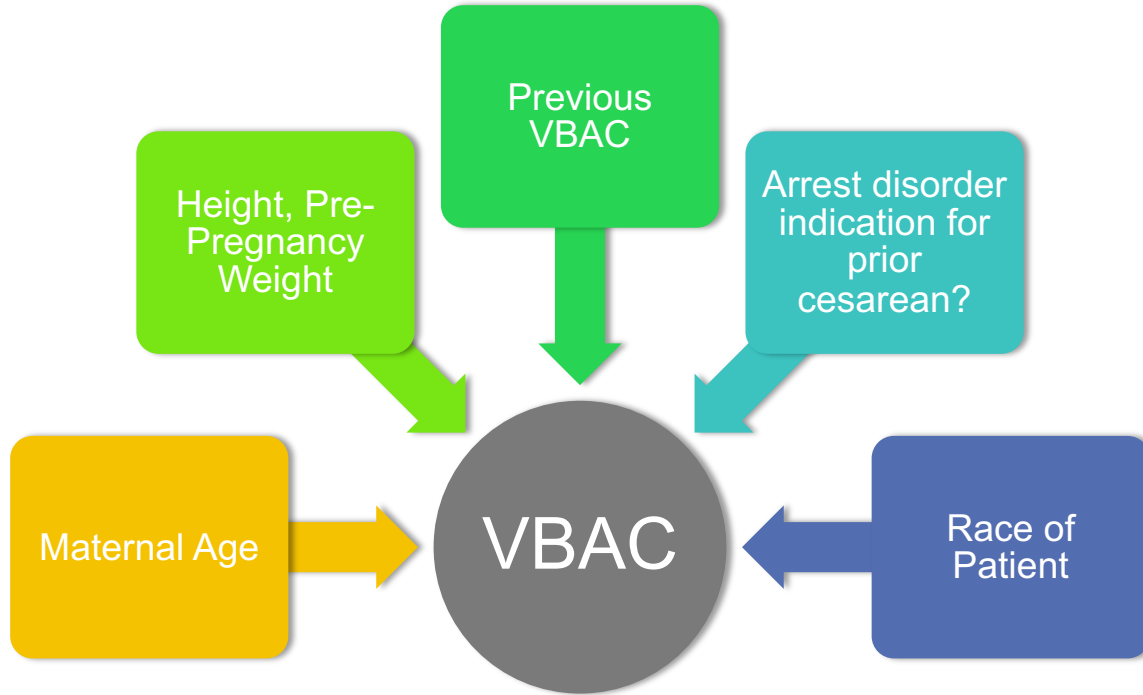 Previous
VBAC
Height, Pre-
Pregnancy
Weight
Arrest disorder
indication for
prior
cesarean?
Maternal Age
VBAC
Race of
Patient